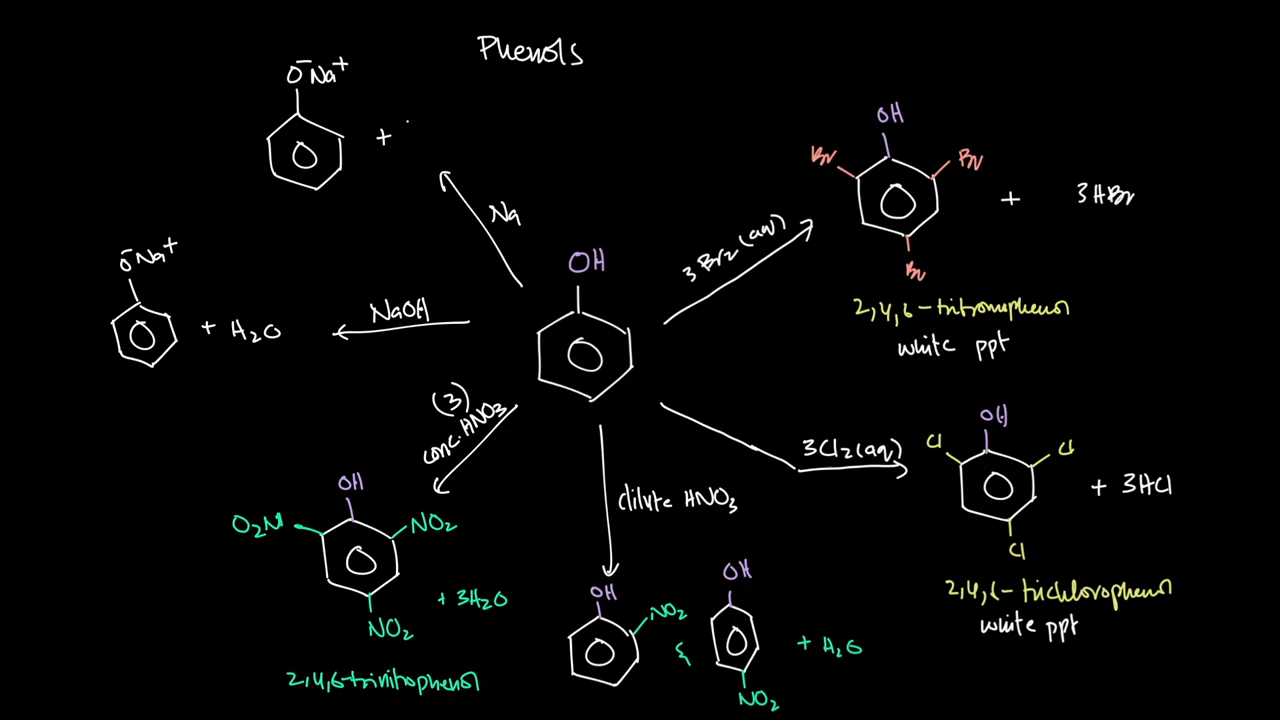 Phenols
O⁻Na⁺
+
Na
O⁻Na⁺
+ H₂O
NaOH
OH
3Br₂(aq)
OH
Br
Br
Br
+ 3HBr
2,4,6-tribromophenol
white ppt
3Cl₂(aq)
OH
Cl
Cl
Cl
+ 3HCl
2,4,6-trichlorophenol
white ppt
(3)
conc. HNO₃
OH
O₂N
NO₂
NO₂
+ 3H₂O
2,4,6-trinitrophenol
dilute HNO₃
OH
NO₂
&
OH
NO₂
+ H₂O